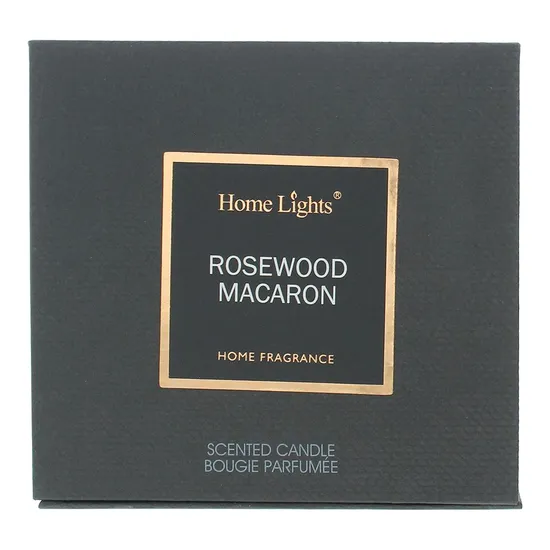 Home Lights®
ROSEWOOD
MACARON
HOME FRAGRANCE
SCENTED CANDLE
BOUGIE PARFUMÉE